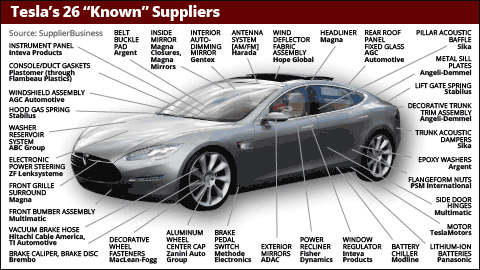 Tesla's 26 “Known” Suppliers
Source: SupplierBusiness
INSTRUMENT PANEL
Inteva Products
CONSOLE/DUCT GASKETS
Plastomer (through
Flambeau Plastics)
WINDSHIELD ASSEMBLY
AGC Automotive
HOOD GAS SPRING
Stabilus
WASHER
RESERVOIR
SYSTEM
ABC Group
ELECTRONIC
POWER STEERING
ZF Lenksysteme
FRONT GRILLE
SURROUND
Magna
FRONT BUMBER ASSEMBLY
Multimatic
VACUUM BRAKE HOSE
Hitachi Cable America,
TI Automotive
BRAKE CALIPER, BRAKE DISC
Brembo
BELT
BUCKLE
PAD
Argent
INSIDE
MIRROR
Magna
Closures,
Magna
Mirrors
INTERIOR
AUTO-
DIMMING
MIRROR
Gentex
ANTENNA
SYSTEM
[AM/FM]
Harada
WIND
DEFLECTOR
FABRIC
ASSEMBLY
Hope Global
HEADLINER
Magna
REAR ROOF
PANEL
FIXED GLASS
AGC
Automotive
PILLAR ACOUSTIC
BAFFLE
Sika
METAL SILL
PLATES
Angeli-Demmel
LIFT GATE SPRING
Stabilus
DECORATIVE TRUNK
TRIM ASSEMBLY
Angeli-Demmel
TRUNK ACOUSTIC
DAMPERS
Sika
EPOXY WASHERS
Argent
FLANGEFORM NUTS
PSM International
SIDE DOOR
HINGES
Multimatic
MOTOR
TeslaMotors
LITHIUM-ION
BATTERIES
Panasonic
DECORATIVE
WHEEL
FASTENERS
MacLean-Fogg
ALUMINUM
WHEEL
CENTER CAP
Zanini Auto
Group
BRAKE
PEDAL
SWITCH
Methode
Electronics
EXTERIOR
MIRRORS
ADAC
POWER
RECLINER
Fisher
Dynamics
WINDOW
REGULATOR
Inteva
Products
BATTERY
CHILLER
Modline